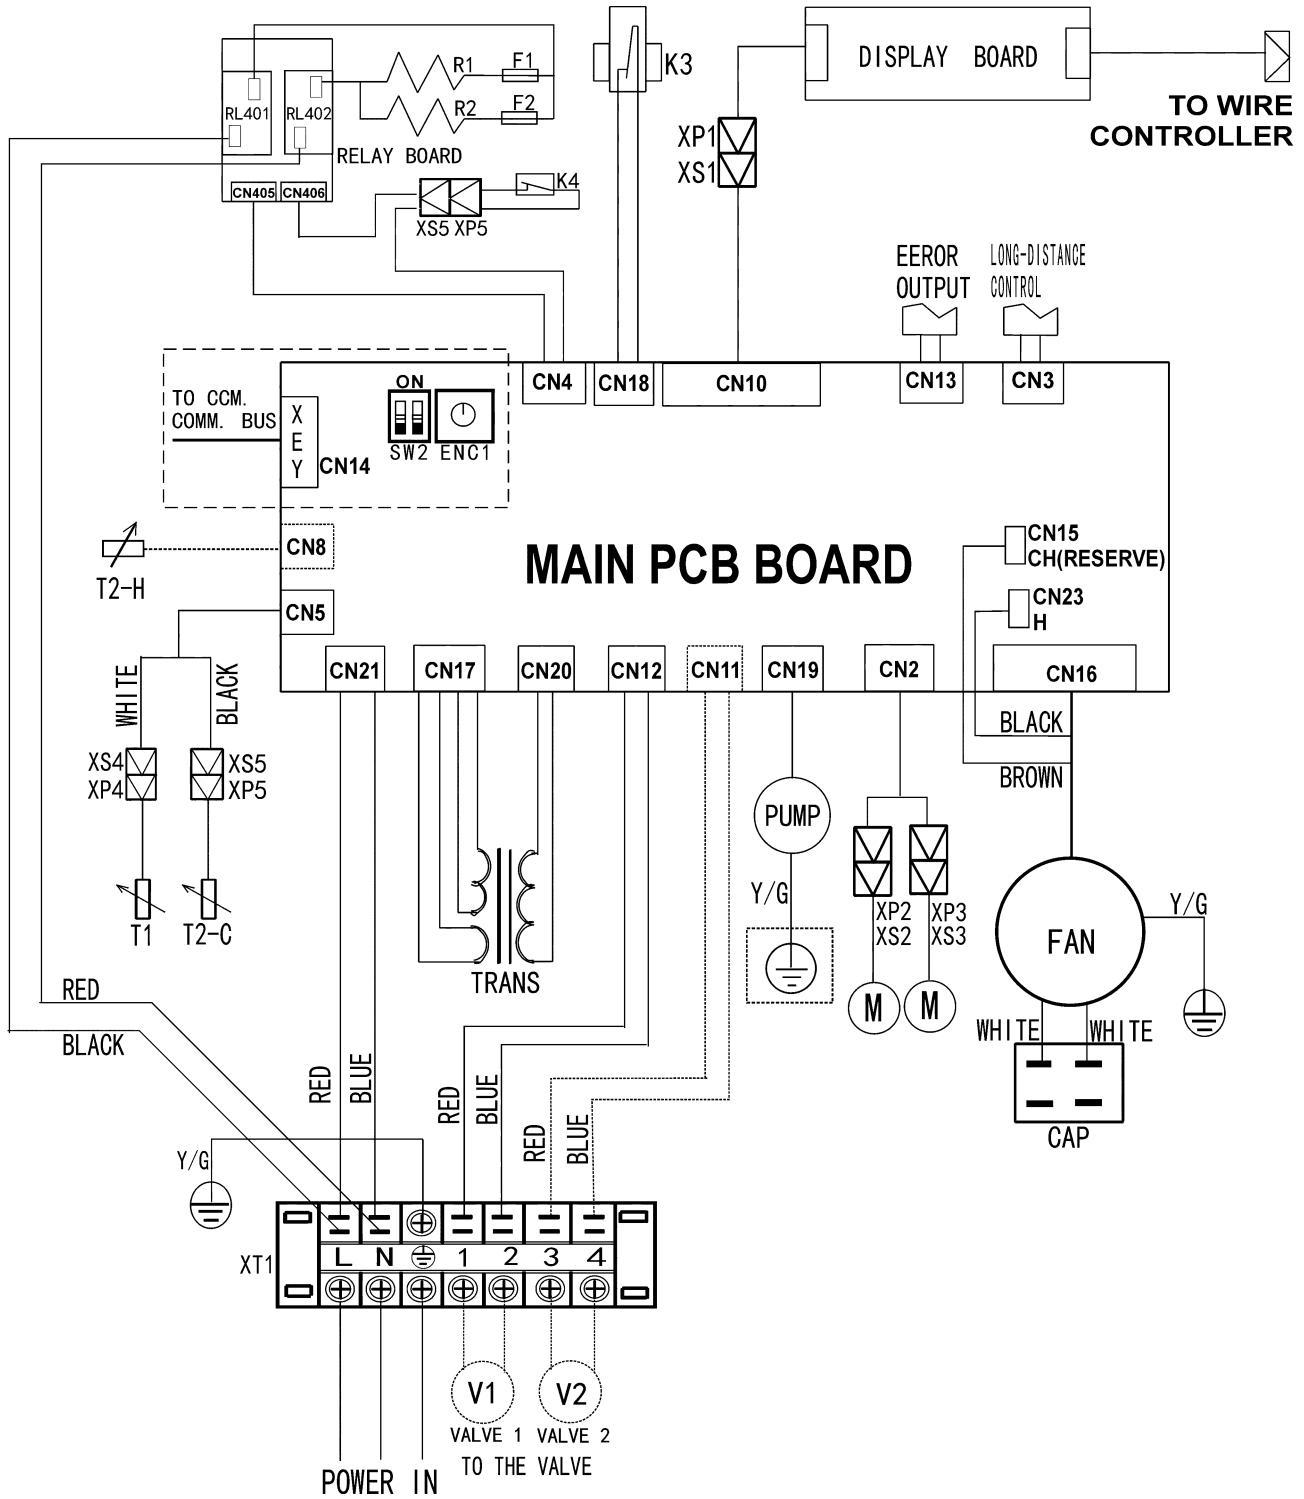 R1
F1
R2
F2
RL401
RL402
RELAY BOARD
CN405
CN406
XS5 XP5
K4
K3
DISPLAY BOARD
TO WIRE
CONTROLLER
XP1
XS1
EEROR
OUTPUT
LONG-DISTANCE
CONTROL
TO CCM.
COMM. BUS
X
E
Y
CN14
ON
SW2
ENC1
CN4
CN18
CN10
CN13
CN3
CN8
T2-H
CN5
MAIN PCB BOARD
CN15
CH(RESERVE)
CN23
H
CN21
CN17
CN20
CN12
CN11
CN19
CN2
CN16
WHITE
BLACK
XS4
XP4
XS5
XP5
T1
T2-C
BLACK
BROWN
PUMP
Y/G
XP2
XS2
XP3
XS3
M
M
FAN
Y/G
WHITE
WHITE
CAP
TRANS
RED
BLACK
RED
BLUE
RED
BLUE
RED
BLUE
Y/G
XT1
L N 1 2 3 4
V1
V2
VALVE 1
VALVE 2
TO THE VALVE
POWER IN